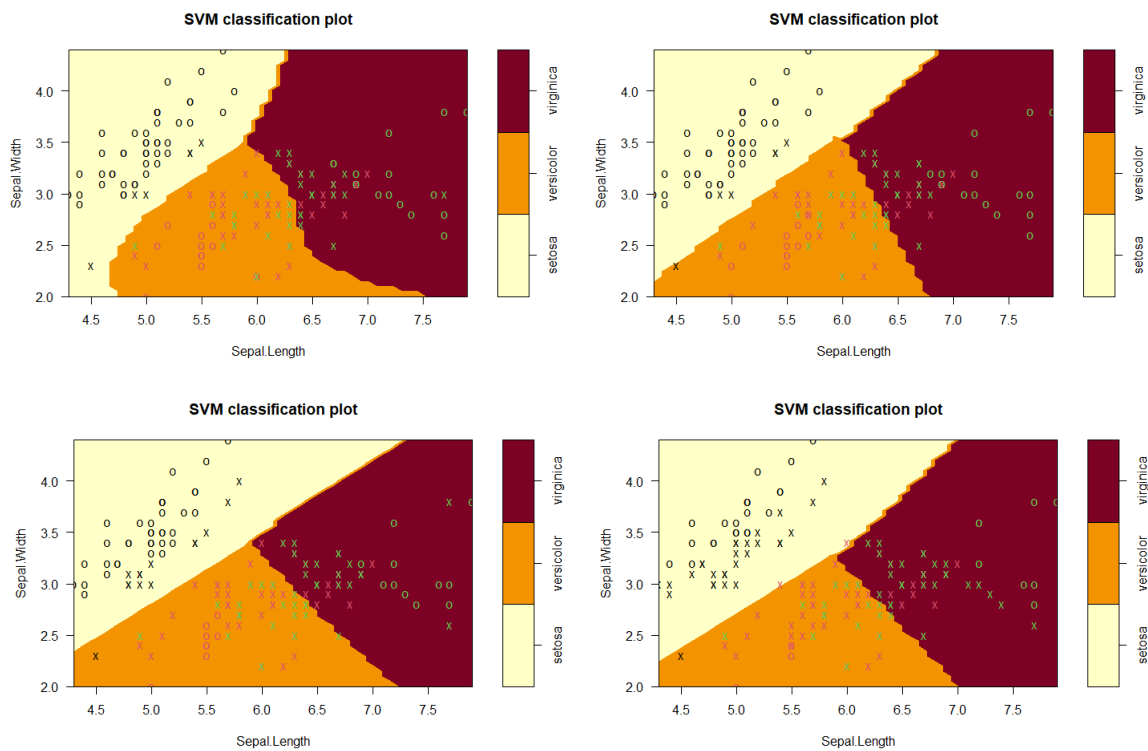 SVM classification plot
Sepal.Width
4.0
3.5
3.0
2.5
2.0
4.5 5.0 5.5 6.0 6.5 7.0 7.5
Sepal.Length
virginica
versicolor
setosa
SVM classification plot
Sepal.Width
4.0
3.5
3.0
2.5
2.0
4.5 5.0 5.5 6.0 6.5 7.0 7.5
Sepal.Length
virginica
versicolor
setosa
SVM classification plot
Sepal.Width
4.0
3.5
3.0
2.5
2.0
4.5 5.0 5.5 6.0 6.5 7.0 7.5
Sepal.Length
virginica
versicolor
setosa
SVM classification plot
Sepal.Width
4.0
3.5
3.0
2.5
2.0
4.5 5.0 5.5 6.0 6.5 7.0 7.5
Sepal.Length
virginica
versicolor
setosa